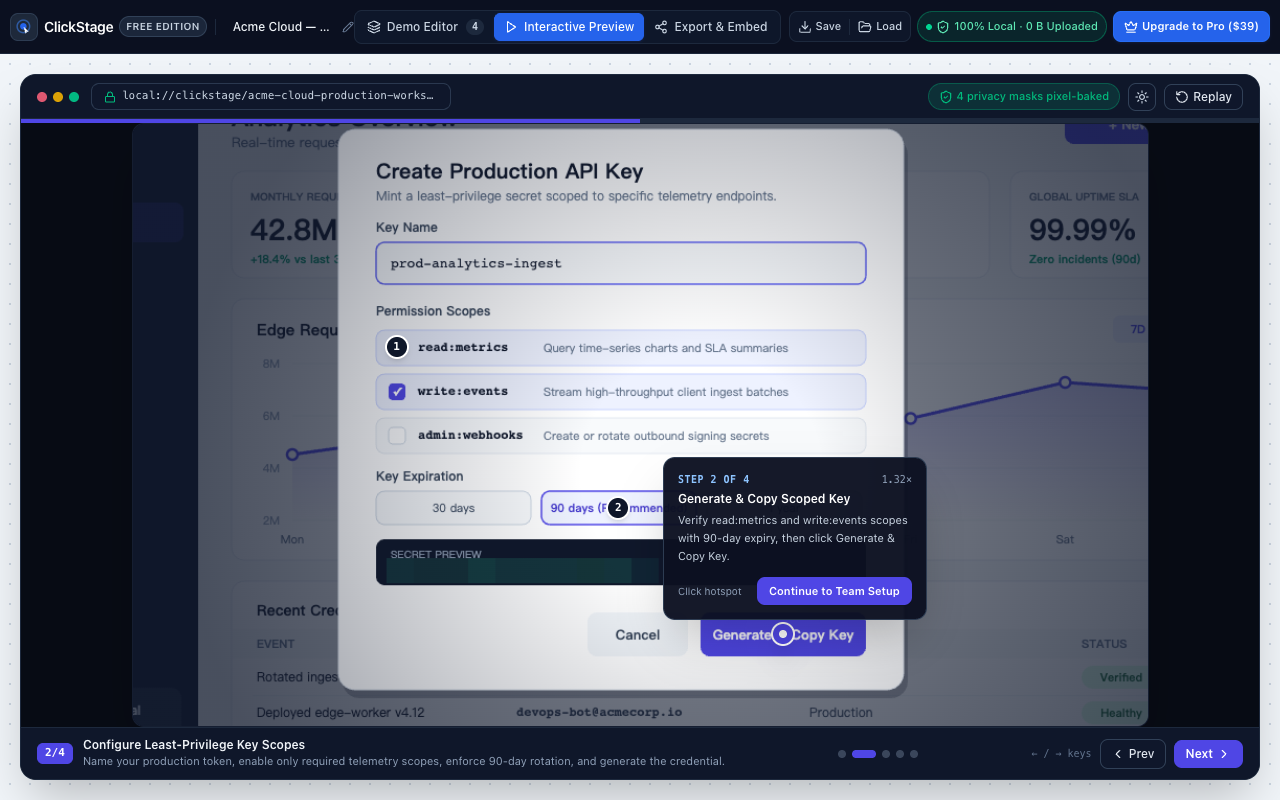 ClickStage FREE EDITION Acme Cloud — ... Demo Editor 4 Interactive Preview Export & Embed Save Load 100% Local · 0 B Uploaded Upgrade to Pro ($39)
local://clickstage/acme-cloud-production-works… 4 privacy masks pixel-baked Replay
Analytics Overview
Real-time reque
+ Ne
Create Production API Key
Mint a least-privilege secret scoped to specific telemetry endpoints.
MONTHLY REQU
42.8M
+18.4% vs last 3
GLOBAL UPTIME SLA
99.99%
Zero incidents (90d)
Key Name
prod-analytics-ingest
Permission Scopes
1 read:metrics Query time-series charts and SLA summaries
write:events Stream high-throughput client ingest batches
admin:webhooks Create or rotate outbound signing secrets
Edge Requ
7D
8M
6M
4M
2M
Mon
Sat
Key Expiration
30 days
90 days (R 2 mmen
SECRET PREVIEW
STEP 2 OF 4 1.32×
Generate & Copy Scoped Key
Verify read:metrics and write:events scopes
with 90-day expiry, then click Generate &
Copy Key.
Click hotspot Continue to Team Setup
Cancel
Generate Copy Key
Recent Cre
EVENT
STATUS
Rotated inges
Verified
al
Deployed edge-worker v4.12 devops-bot@acmecorp.io Production Healthy
2/4 Configure Least-Privilege Key Scopes
Name your production token, enable only required telemetry scopes, enforce 90-day rotation, and generate the credential.
← / → keys Prev Next